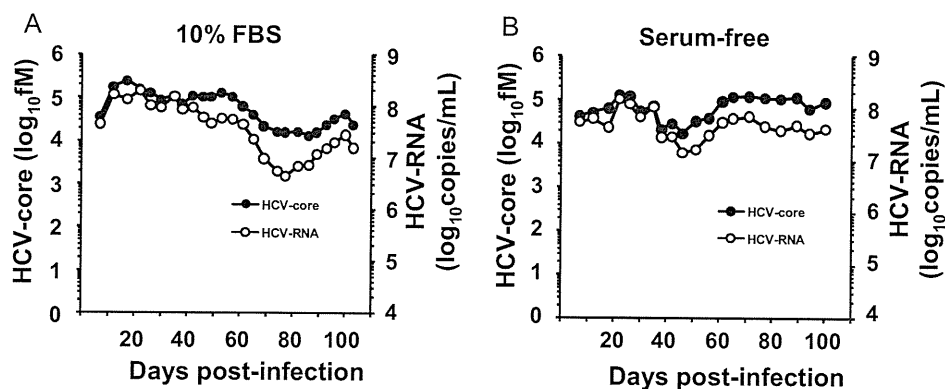 A
10% FBS
HCV-core (log10fM)
6
5
4
3
2
1
0
9
8
7
6
5
4
HCV-RNA
(log10copies/mL)
HCV-core
HCV-RNA
20 40 60 80 100
Days post-infection
B
Serum-free
HCV-core (log10fM)
6
5
4
3
2
1
0
9
8
7
6
5
4
HCV-RNA
(log10copies/mL)
HCV-core
HCV-RNA
20 40 60 80 100
Days post-infection